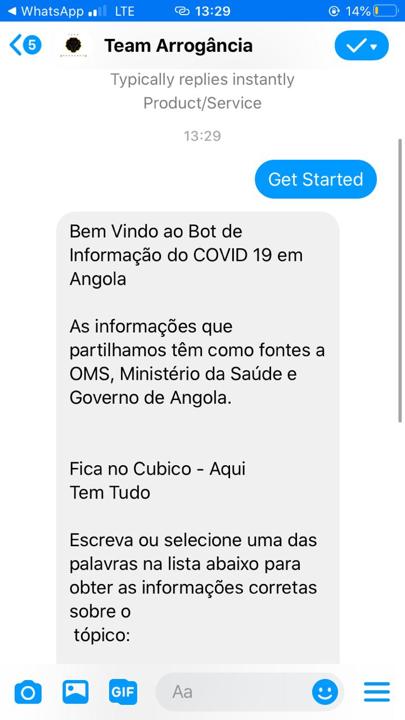 WhatsApp LTE 13:29 14%
5 Team Arrogância
Typically replies instantly
Product/Service
13:29
Get Started
Bem Vindo ao Bot de
Informação do COVID 19 em
Angola
As informações que
partilhamos têm como fontes a
OMS, Ministério da Saúde e
Governo de Angola.
Fica no Cubico - Aqui
Tem Tudo
Escreva ou selecione uma das
palavras na lista abaixo para
obter as informações corretas
sobre o
tópico:
GIF Aa